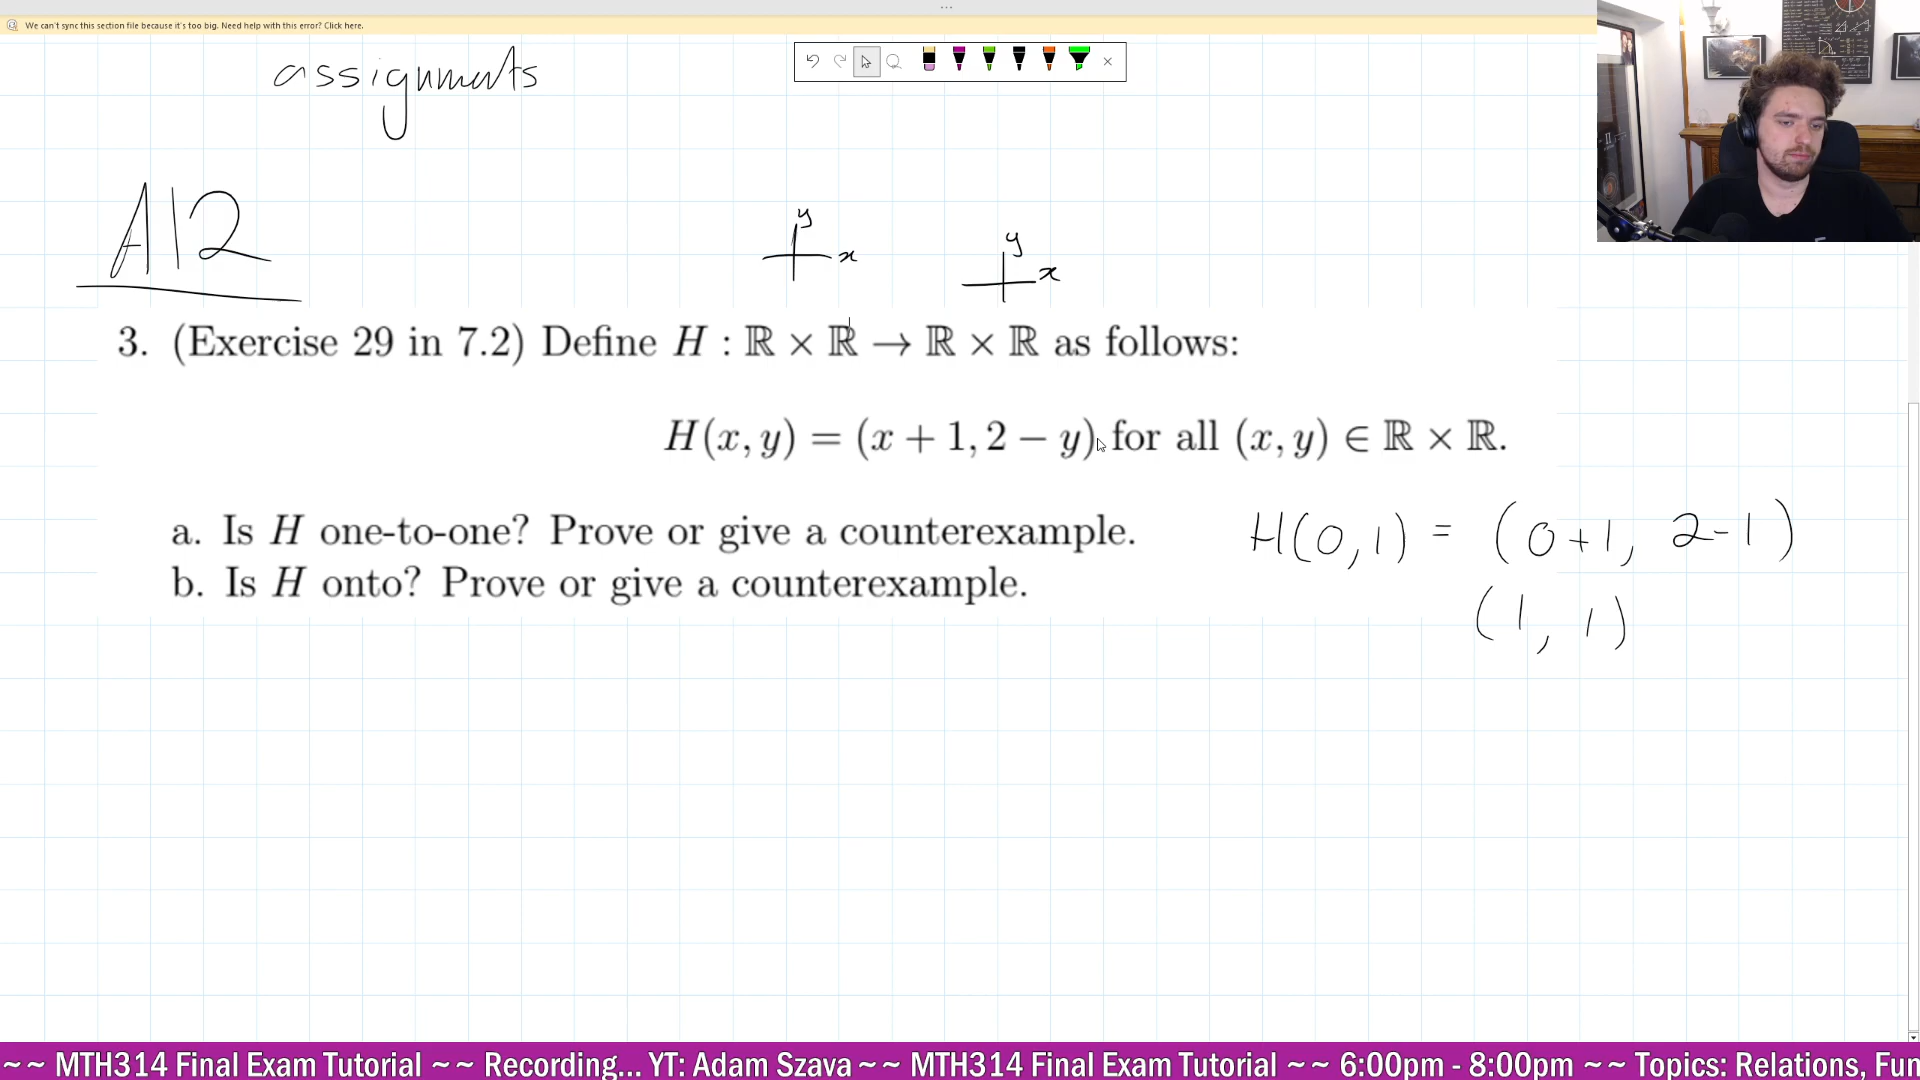 We can't sync this section file because it's too big. Need help with this error? Click here.
assignments
A12
y
x
y
x
3. (Exercise 29 in 7.2) Define H : ℝ × ℝ → ℝ × ℝ as follows:
H(x, y) = (x + 1, 2 − y) for all (x, y) ∈ ℝ × ℝ.
a. Is H one-to-one? Prove or give a counterexample.
H(0,1) = (0+1, 2-1)
b. Is H onto? Prove or give a counterexample.
(1, 1)
~ ~ MTH314 Final Exam Tutorial ~ ~ Recording... YT: Adam Szava ~ ~ MTH314 Final Exam Tutorial ~ ~ 6:00pm - 8:00pm ~ ~ Topics: Relations, Fun